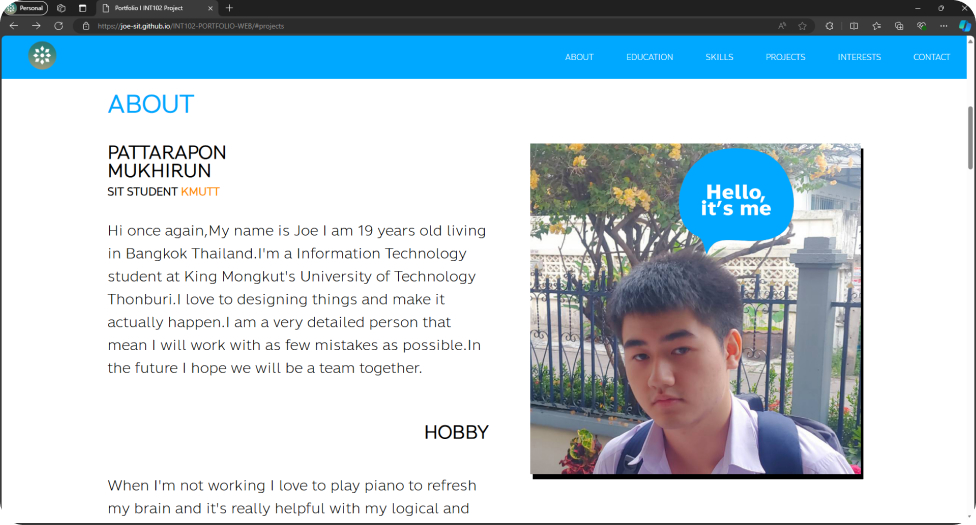 Personal
Portfolio I INT102 Project
https://joe-sit.github.io/INT102-PORTFOLIO-WEB/#projects
ABOUT EDUCATION SKILLS PROJECTS INTERESTS CONTACT
ABOUT
PATTARAPON
MUKHIRUN
SIT STUDENT KMUTT
Hi once again,My name is Joe I am 19 years old living
in Bangkok Thailand.I'm a Information Technology
student at King Mongkut's University of Technology
Thonburi.I love to designing things and make it
actually happen.I am a very detailed person that
mean I will work with as few mistakes as possible.In
the future I hope we will be a team together.
Hello,
it's me
HOBBY
When I'm not working I love to play piano to refresh
my brain and it's really helpful with my logical and